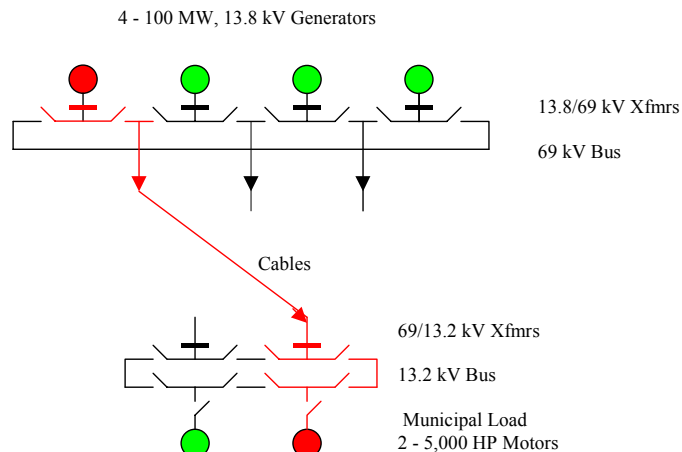 4 - 100 MW, 13.8 kV Generators
13.8/69 kV Xfmrs
69 kV Bus
Cables
69/13.2 kV Xfmrs
13.2 kV Bus
Municipal Load
2 - 5,000 HP Motors